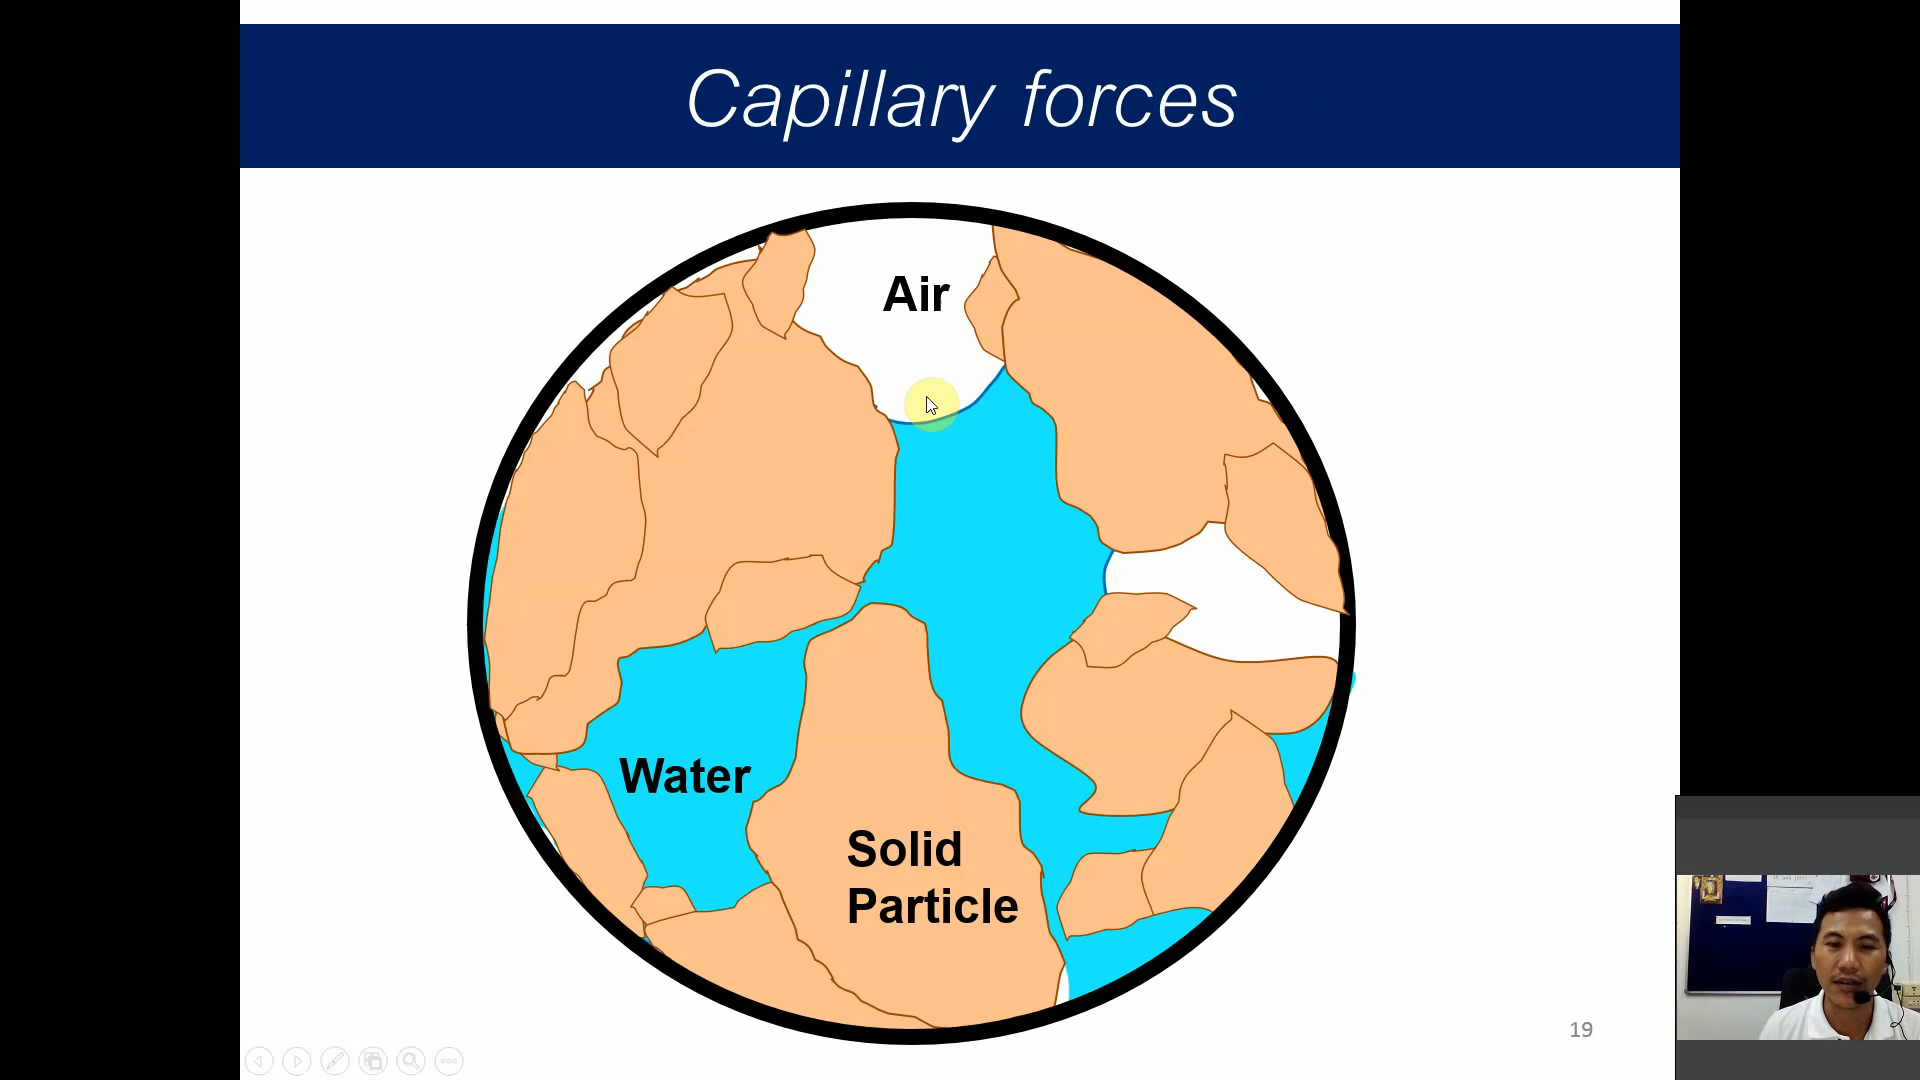 Capillary forces
Air
Water
Solid
Particle
19